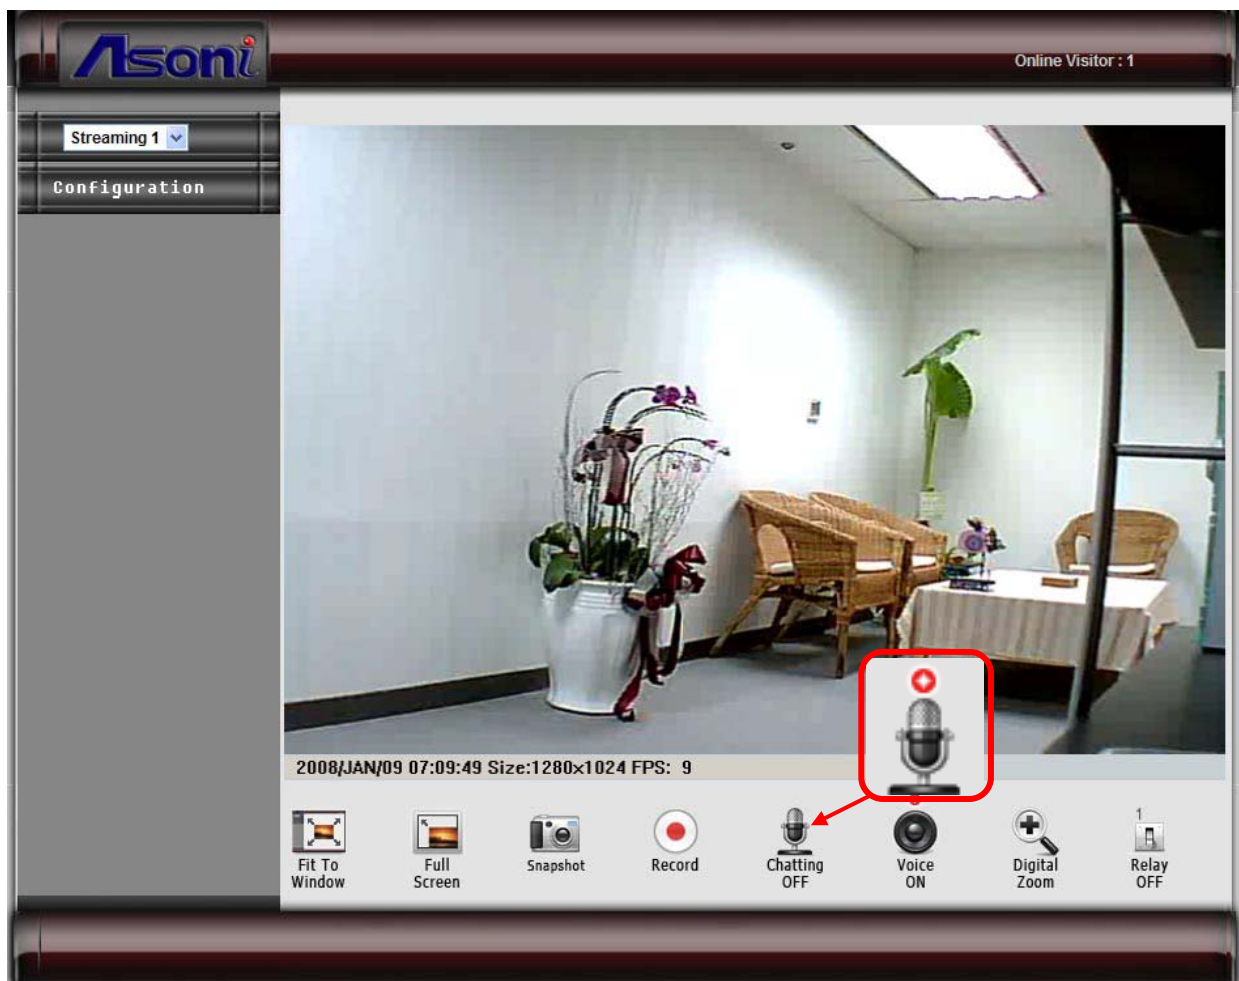 Asoni
Online Visitor : 1
Streaming 1
Configuration
2008/JAN/09 07:09:49 Size:1280x1024 FPS: 9
Fit To
Window
Full
Screen
Snapshot
Record
Chatting
OFF
Voice
ON
Digital
Zoom
1
Relay
OFF